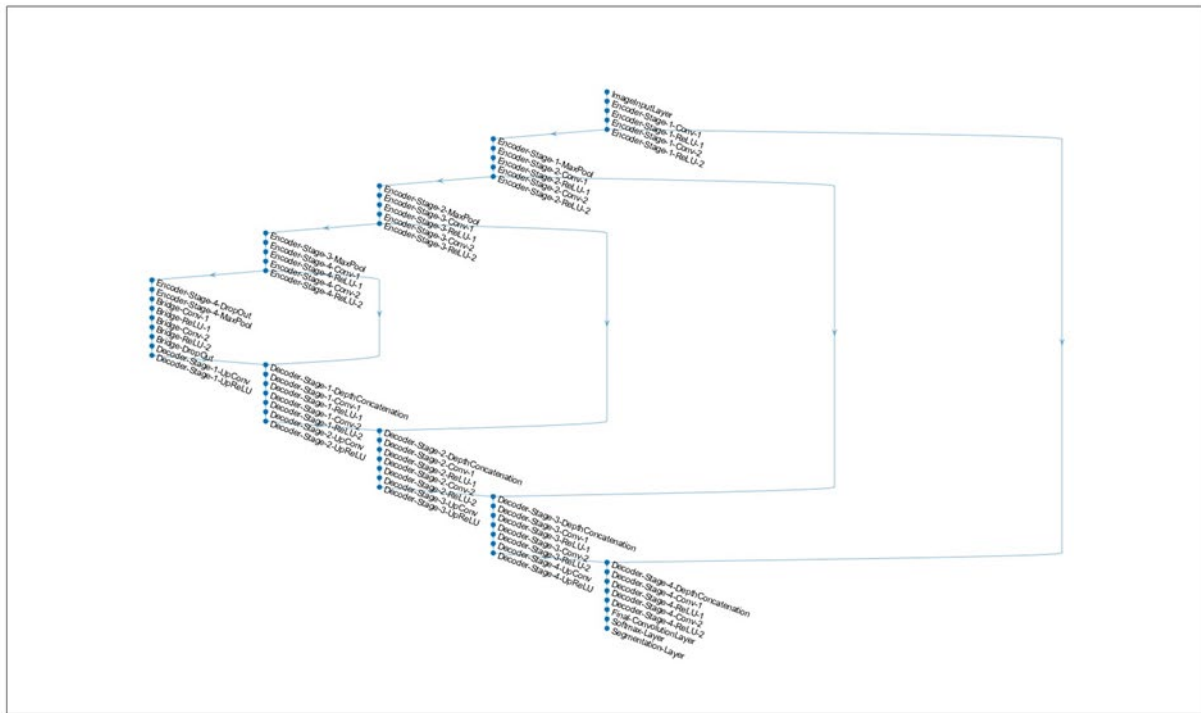 ImageInputLayer
Encoder-Stage-1-Conv-1
Encoder-Stage-1-ReLU-1
Encoder-Stage-1-Conv-2
Encoder-Stage-1-ReLU-2
Encoder-Stage-1-MaxPool
Encoder-Stage-2-Conv-1
Encoder-Stage-2-ReLU-1
Encoder-Stage-2-Conv-2
Encoder-Stage-2-ReLU-2
Encoder-Stage-2-MaxPool
Encoder-Stage-3-Conv-1
Encoder-Stage-3-ReLU-1
Encoder-Stage-3-Conv-2
Encoder-Stage-3-ReLU-2
Encoder-Stage-3-MaxPool
Encoder-Stage-4-Conv-1
Encoder-Stage-4-ReLU-1
Encoder-Stage-4-Conv-2
Encoder-Stage-4-ReLU-2
Encoder-Stage-4-DropOut
Encoder-Stage-4-MaxPool
Bridge-Conv-1
Bridge-ReLU-1
Bridge-Conv-2
Bridge-ReLU-2
Bridge-DropOut
Decoder-Stage-1-UpConv
Decoder-Stage-1-UpReLU
Decoder-Stage-1-DepthConcatenation
Decoder-Stage-1-Conv-1
Decoder-Stage-1-ReLU-1
Decoder-Stage-1-Conv-2
Decoder-Stage-1-ReLU-2
Decoder-Stage-2-UpConv
Decoder-Stage-2-UpReLU
Decoder-Stage-2-DepthConcatenation
Decoder-Stage-2-Conv-1
Decoder-Stage-2-ReLU-1
Decoder-Stage-2-Conv-2
Decoder-Stage-2-ReLU-2
Decoder-Stage-3-UpConv
Decoder-Stage-3-UpReLU
Decoder-Stage-3-DepthConcatenation
Decoder-Stage-3-Conv-1
Decoder-Stage-3-ReLU-1
Decoder-Stage-3-Conv-2
Decoder-Stage-3-ReLU-2
Decoder-Stage-4-UpConv
Decoder-Stage-4-UpReLU
Decoder-Stage-4-DepthConcatenation
Decoder-Stage-4-Conv-1
Decoder-Stage-4-ReLU-1
Decoder-Stage-4-Conv-2
Decoder-Stage-4-ReLU-2
Final-ConvolutionLayer
Softmax-Layer
Segmentation-Layer